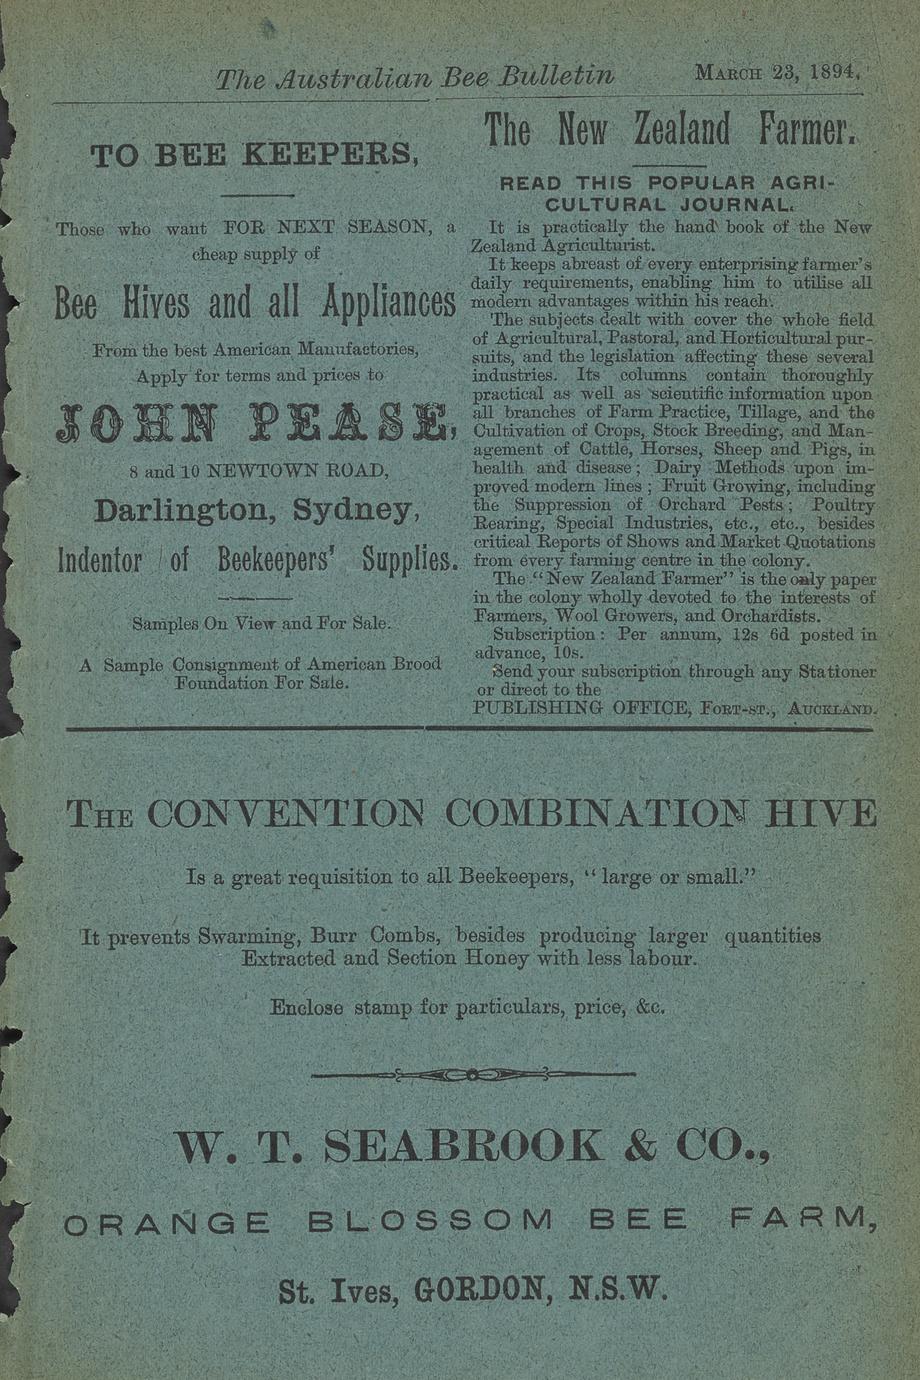 The Australian Bee Bulletin MARCH 23, 1894.
TO BEE KEEPERS,
Those who want FOR NEXT SEASON, a
cheap supply of
Bee Hives and all Appliances
From the best American Manufactories,
Apply for terms and prices to
JOHN PEASE,
8 and 10 NEWTOWN ROAD,
Darlington, Sydney,
Indentor of Beekeepers' Supplies.
Samples On View and For Sale.
A Sample Consignment of American Brood
Foundation For Sale.
The New Zealand Farmer.
READ THIS POPULAR AGRI-
CULTURAL JOURNAL.
It is practically the hand book of the New
Zealand Agriculturist.
It keeps abreast of every enterprising farmer's
daily requirements, enabling him to utilise all
modern advantages within his reach.
The subjects dealt with cover the whole field
of Agricultural, Pastoral, and Horticultural pur-
suits, and the legislation affecting these several
industries. Its columns contain thoroughly
practical as well as scientific information upon
all branches of Farm Practice, Tillage, and the
Cultivation of Crops, Stock Breeding, and Man-
agement of Cattle, Horses, Sheep and Pigs, in
health and disease; Dairy Methods upon im-
proved modern lines; Fruit Growing, including
the Suppression of Orchard Pests; Poultry
Rearing, Special Industries, etc., etc., besides
critical Reports of Shows and Market Quotations
from every farming centre in the colony.
The "New Zealand Farmer" is the only paper
in the colony wholly devoted to the interests of
Farmers, Wool Growers, and Orchardists.
Subscription: Per annum, 12s 6d posted in
advance, 10s.
Send your subscription through any Stationer
or direct to the
PUBLISHING OFFICE, FORT-ST., AUCKLAND.
THE CONVENTION COMBINATION HIVE
Is a great requisition to all Beekeepers, "large or small."
It prevents Swarming, Burr Combs, besides producing larger quantities
Extracted and Section Honey with less labour.
Enclose stamp for particulars, price, &c.
W. T. SEABROOK & CO.,
ORANGE BLOSSOM BEE FARM,
St. Ives, GORDON, N.S.W.